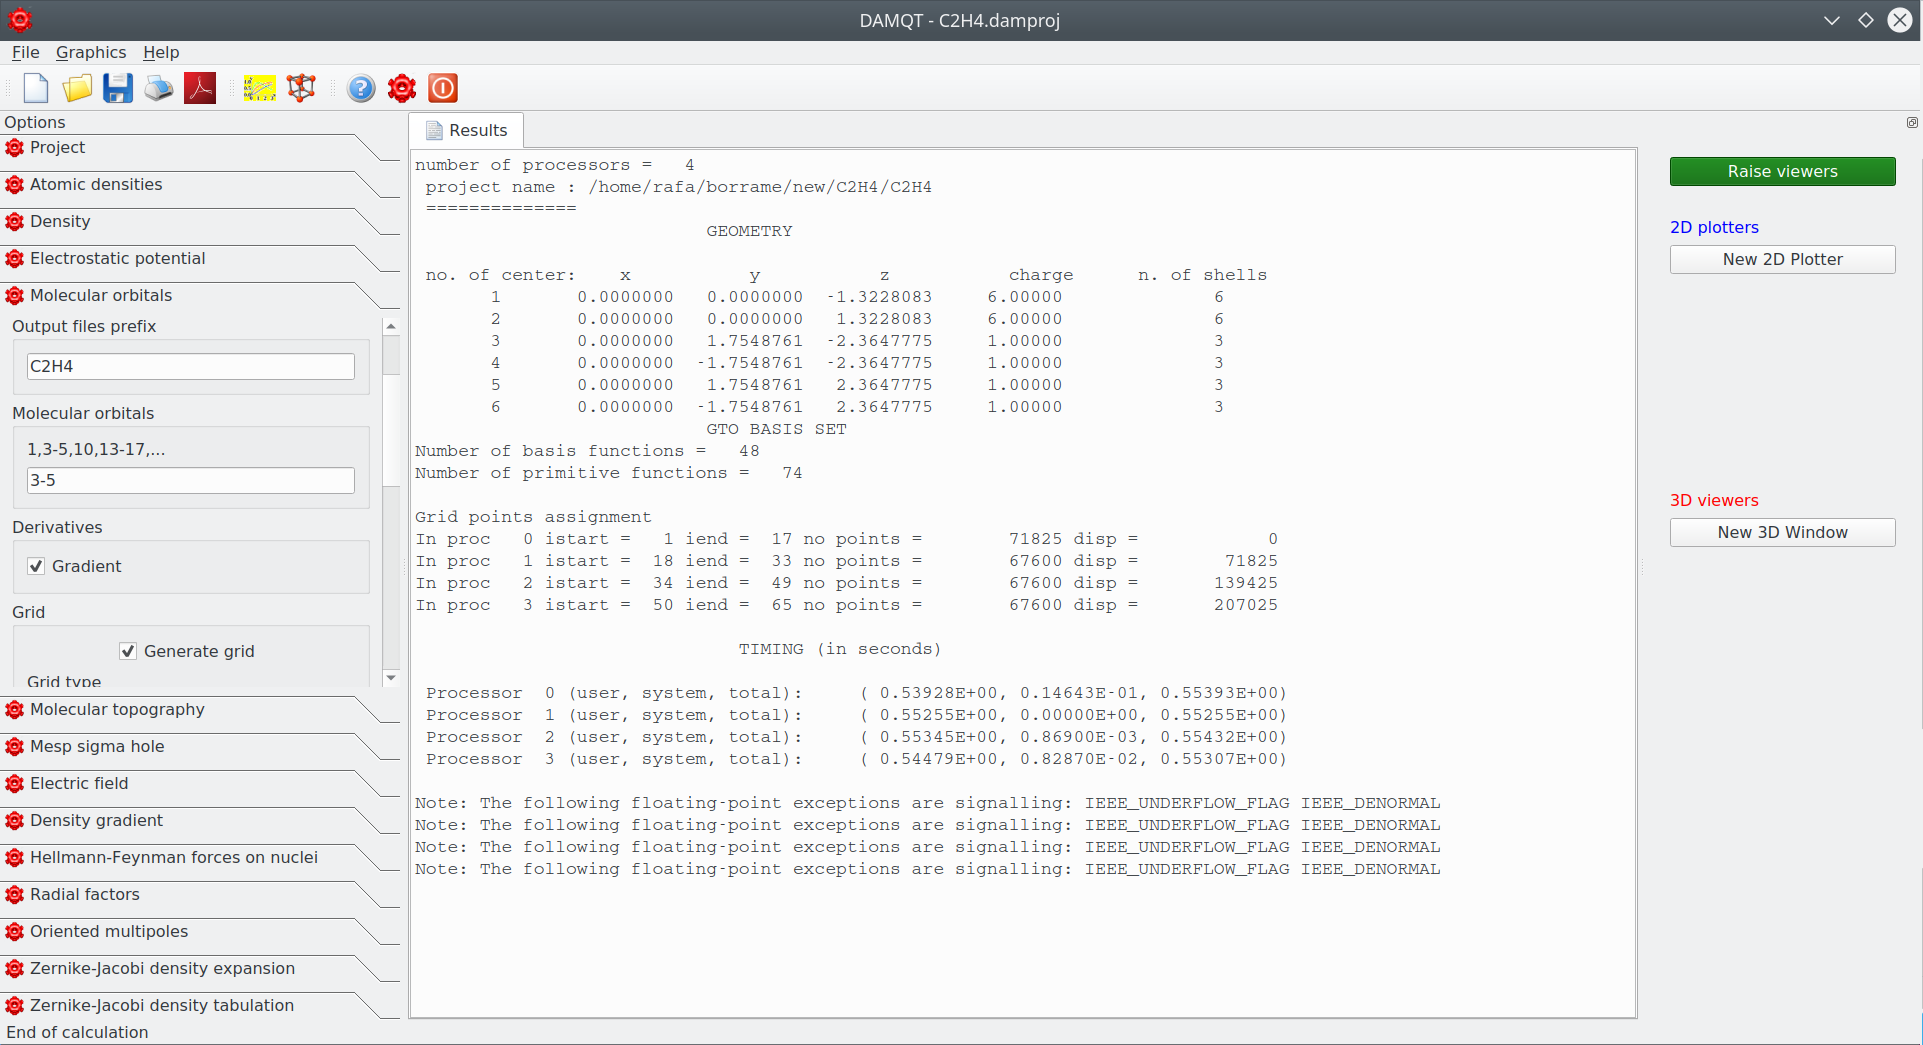 DAMQT - C2H4.damproj
File Graphics Help
Options
Project
Atomic densities
Density
Electrostatic potential
Molecular orbitals
Output files prefix
C2H4
Molecular orbitals
1,3-5,10,13-17,...
3-5
Derivatives
Gradient
Grid
Generate grid
Grid type
Molecular topography
Mesp sigma hole
Electric field
Density gradient
Hellmann-Feynman forces on nuclei
Radial factors
Oriented multipoles
Zernike-Jacobi density expansion
Zernike-Jacobi density tabulation
End of calculation
Results
number of processors = 4
project name : /home/rafa/borrame/new/C2H4/C2H4
==============
GEOMETRY
no. of center: x y z charge n. of shells
1 0.0000000 0.0000000 -1.3228083 6.00000 6
2 0.0000000 0.0000000 1.3228083 6.00000 6
3 0.0000000 1.7548761 -2.3647775 1.00000 3
4 0.0000000 -1.7548761 -2.3647775 1.00000 3
5 0.0000000 1.7548761 2.3647775 1.00000 3
6 0.0000000 -1.7548761 2.3647775 1.00000 3
GTO BASIS SET
Number of basis functions = 48
Number of primitive functions = 74
Grid points assignment
In proc 0 istart = 1 iend = 17 no points = 71825 disp = 0
In proc 1 istart = 18 iend = 33 no points = 67600 disp = 71825
In proc 2 istart = 34 iend = 49 no points = 67600 disp = 139425
In proc 3 istart = 50 iend = 65 no points = 67600 disp = 207025
TIMING (in seconds)
Processor 0 (user, system, total): ( 0.53928E+00, 0.14643E-01, 0.55393E+00)
Processor 1 (user, system, total): ( 0.55255E+00, 0.00000E+00, 0.55255E+00)
Processor 2 (user, system, total): ( 0.55345E+00, 0.86900E-03, 0.55432E+00)
Processor 3 (user, system, total): ( 0.54479E+00, 0.82870E-02, 0.55307E+00)
Note: The following floating-point exceptions are signalling: IEEE_UNDERFLOW_FLAG IEEE_DENORMAL
Note: The following floating-point exceptions are signalling: IEEE_UNDERFLOW_FLAG IEEE_DENORMAL
Note: The following floating-point exceptions are signalling: IEEE_UNDERFLOW_FLAG IEEE_DENORMAL
Note: The following floating-point exceptions are signalling: IEEE_UNDERFLOW_FLAG IEEE_DENORMAL
Raise viewers
2D plotters
New 2D Plotter
3D viewers
New 3D Window